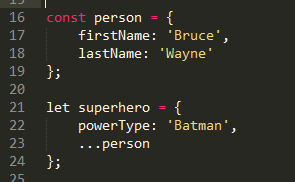 15
16 const person = {
17     firstName: 'Bruce',
18     lastName: 'Wayne'
19 };
20
21 let superhero = {
22     powerType: 'Batman',
23     ...person
24 };
25